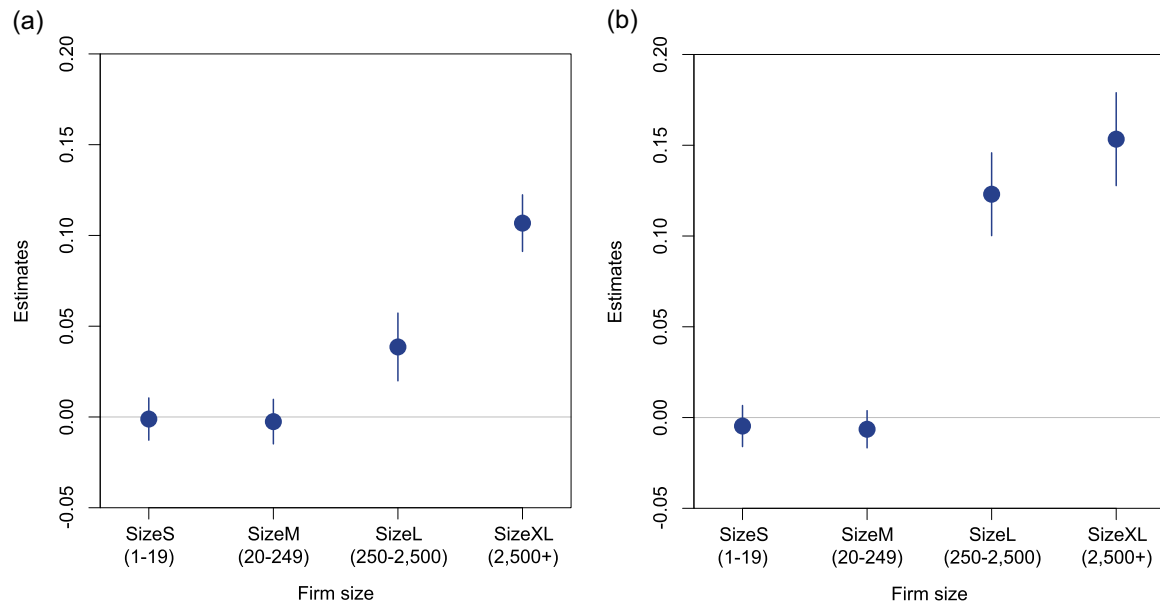 (a)
Estimates
0.20
0.15
0.10
0.05
0.00
-0.05
SizeS
(1-19)
SizeM
(20-249)
SizeL
(250-2,500)
SizeXL
(2,500+)
Firm size
(b)
Estimates
0.20
0.15
0.10
0.05
0.00
-0.05
SizeS
(1-19)
SizeM
(20-249)
SizeL
(250-2,500)
SizeXL
(2,500+)
Firm size